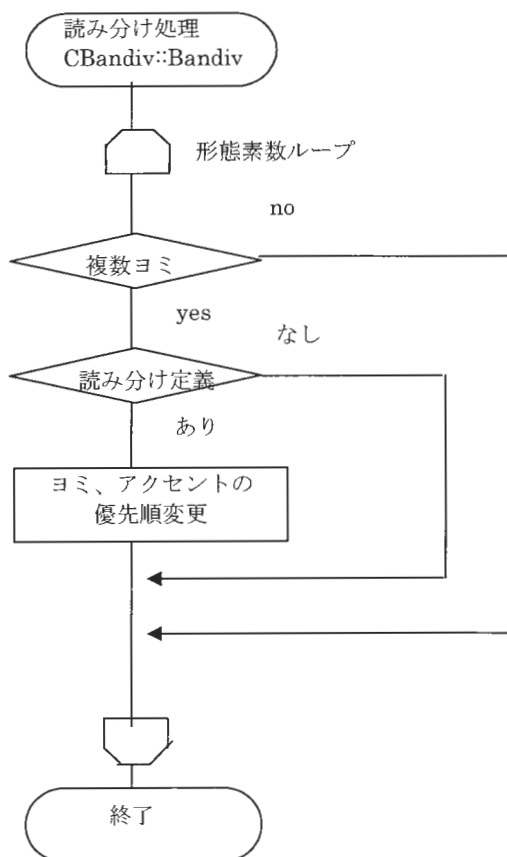 読み分け処理
CBandiv::Bandiv
形態素数ループ
no
複数ヨミ
yes
なし
読み分け定義
あり
ヨミ、アクセントの
優先順変更
終了